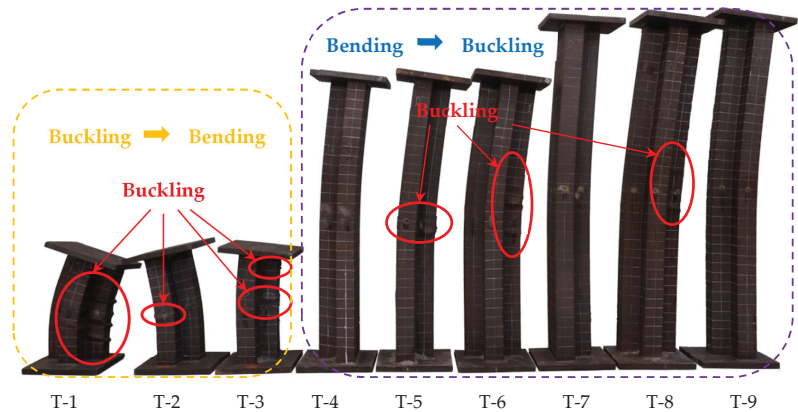 Bending ➡ Buckling
Buckling ➡ Bending
Buckling
Buckling
T-1 T-2 T-3 T-4 T-5 T-6 T-7 T-8 T-9